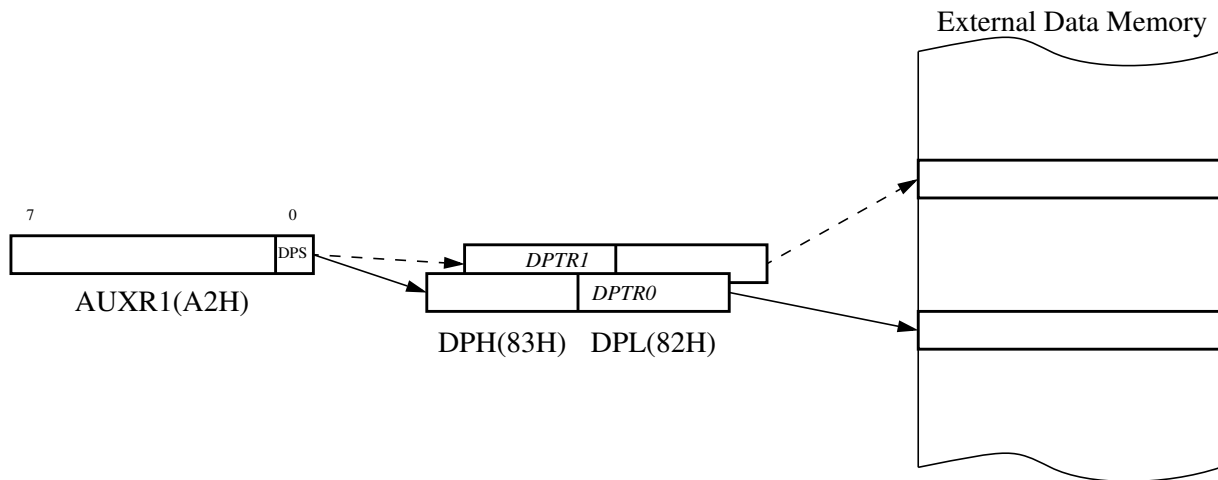 External Data Memory
7 0
DPS
DPTR1
AUXR1(A2H)
DPTR0
DPH(83H) DPL(82H)